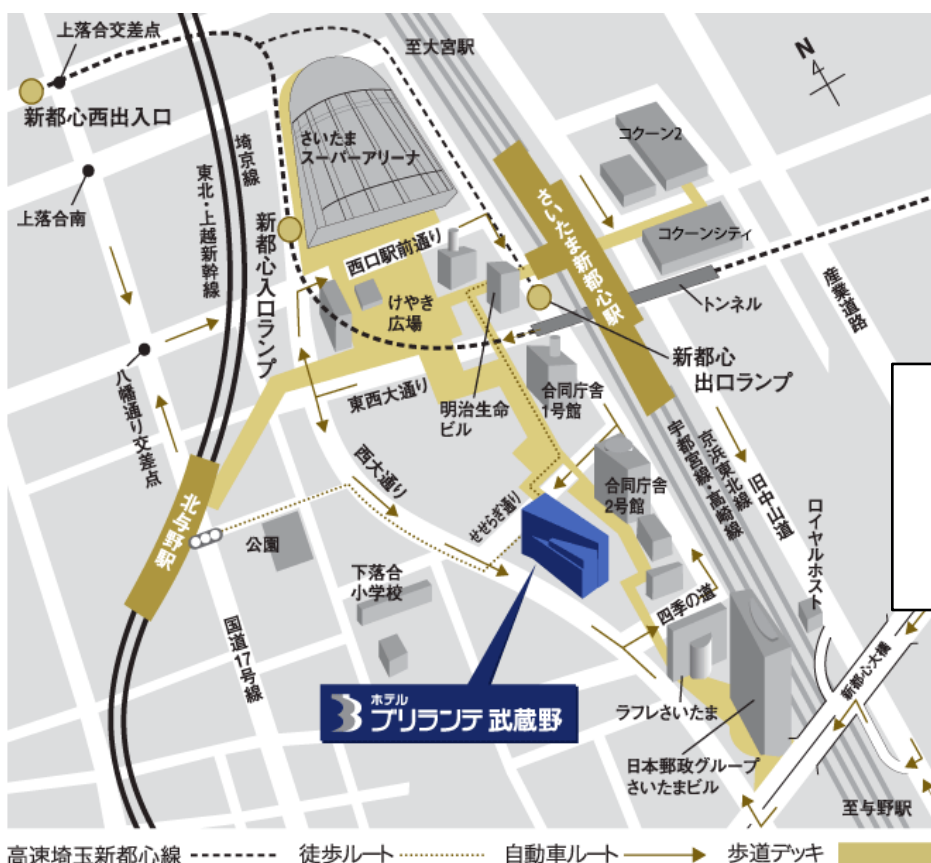 上落合交差点
至大宮駅
N
新都心西出入口
コクーン2
さいたま
スーパーアリーナ
埼京線
東北・上越新幹線
上落合南
新都心入口ランプ
西口駅前通り
さいたま新都心駅
コクーンシティ
けやき
広場
トンネル
産業道路
新都心
出口ランプ
八幡通り交差点
東西大通り
明治生命
ビル
合同庁舎
1号館
西大通り
せせらぎ通り
合同庁舎
2号館
京浜東北線
宇都宮線・高崎線
旧中山道
ロイヤルホスト
北与野駅
公園
下落合
小学校
四季の道
国道17号線
新都心大橋
ホテル
ブリランテ 武蔵野
ラフレさいたま
日本郵政グループ
さいたまビル
至与野駅
高速埼玉新都心線 徒歩ルート 自動車ルート 歩道デッキ